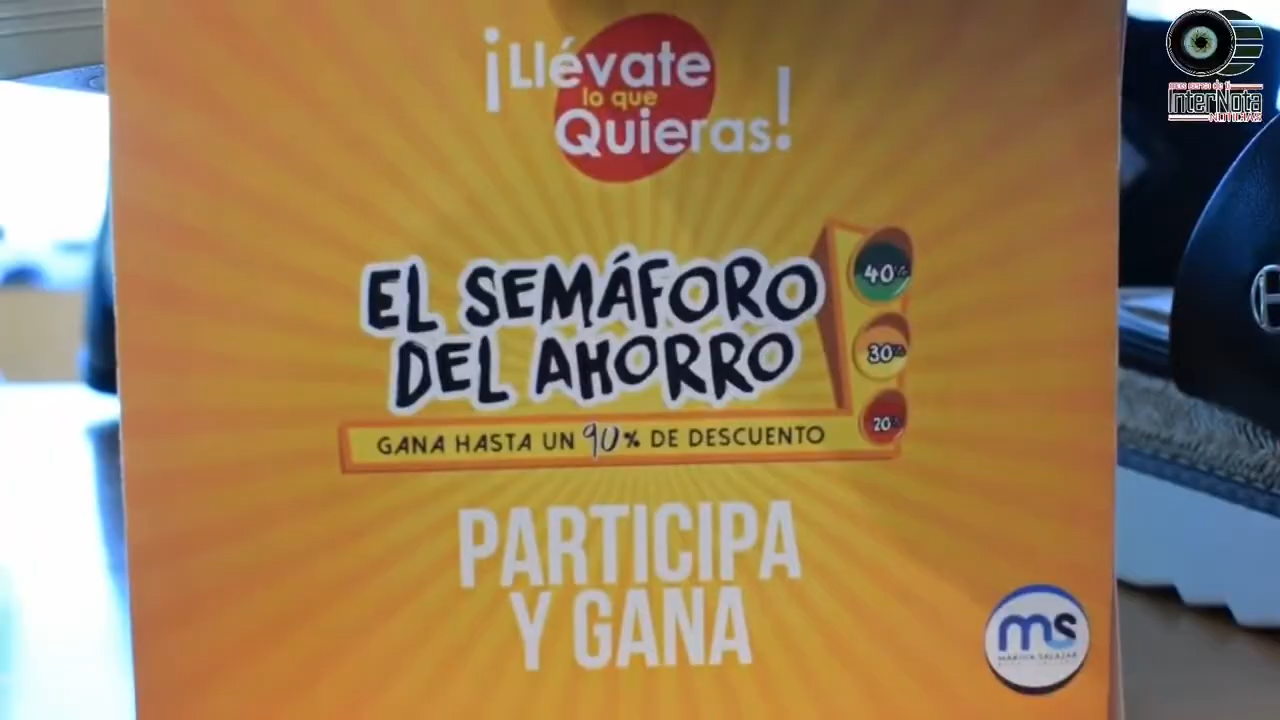 ¡Llévate
lo que
Quieras!
EL SEMÁFORO
DEL AHORRO
40%
30%
20%
GANA HASTA UN 90% DE DESCUENTO
PARTICIPA
Y GANA
ms
InterNota
NOTICIAS